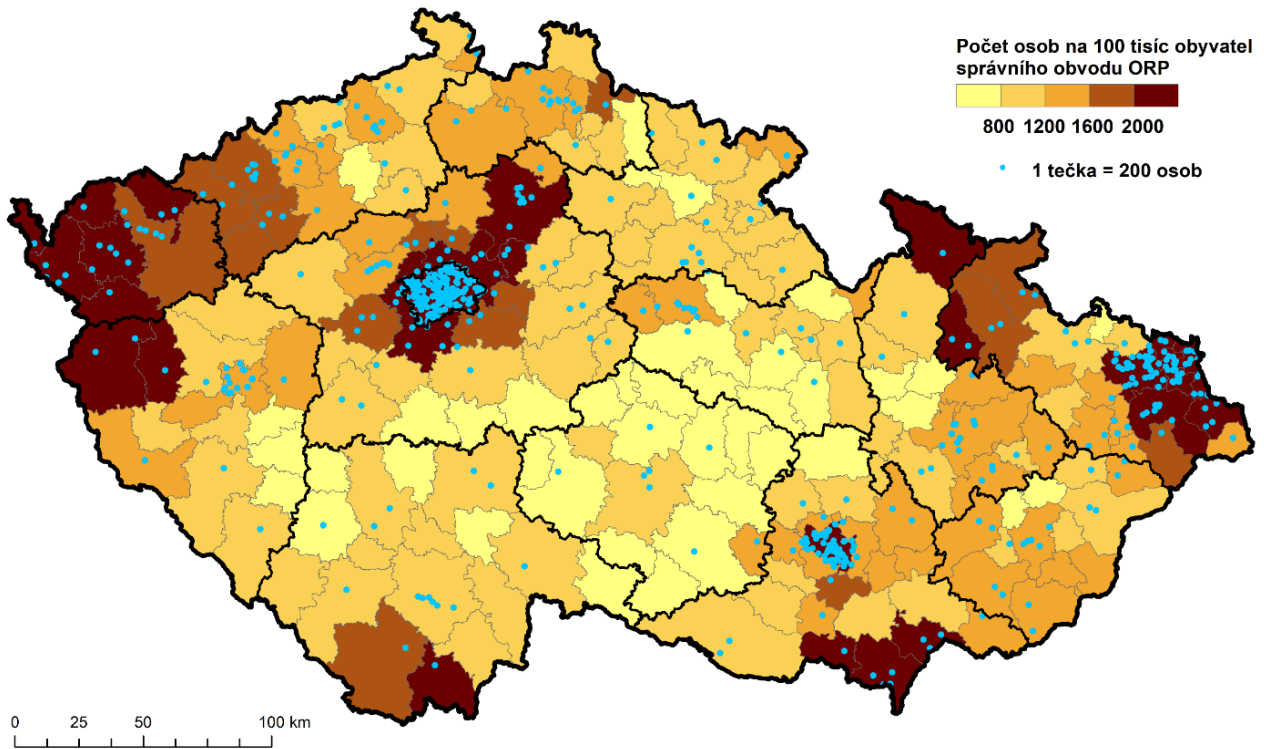 Počet osob na 100 tisíc obyvatel
správního obvodu ORP
800 1200 1600 2000
1 tečka = 200 osob
0 25 50 100 km